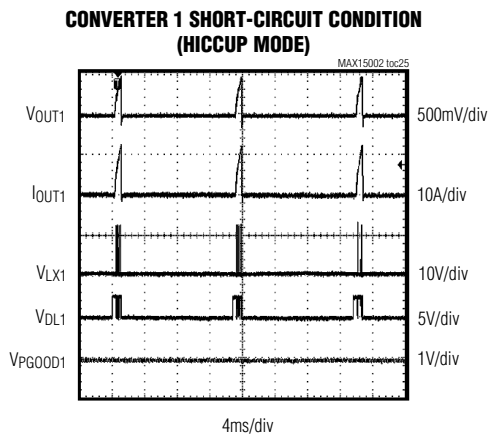 CONVERTER 1 SHORT-CIRCUIT CONDITION
(HICCUP MODE)
MAX15002 toc25
VOUT1
500mV/div
IOUT1
10A/div
VLX1
10V/div
VDL1
5V/div
VPGOOD1
1V/div
4ms/div